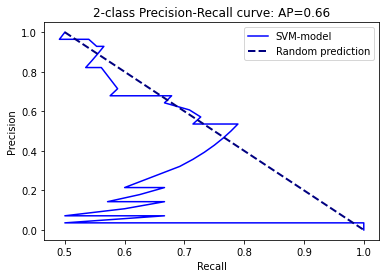 2-class Precision-Recall curve: AP=0.66
SVM-model
Random prediction
Precision
1.0
0.8
0.6
0.4
0.2
0.0
0.5
0.6
0.7
0.8
0.9
1.0
Recall